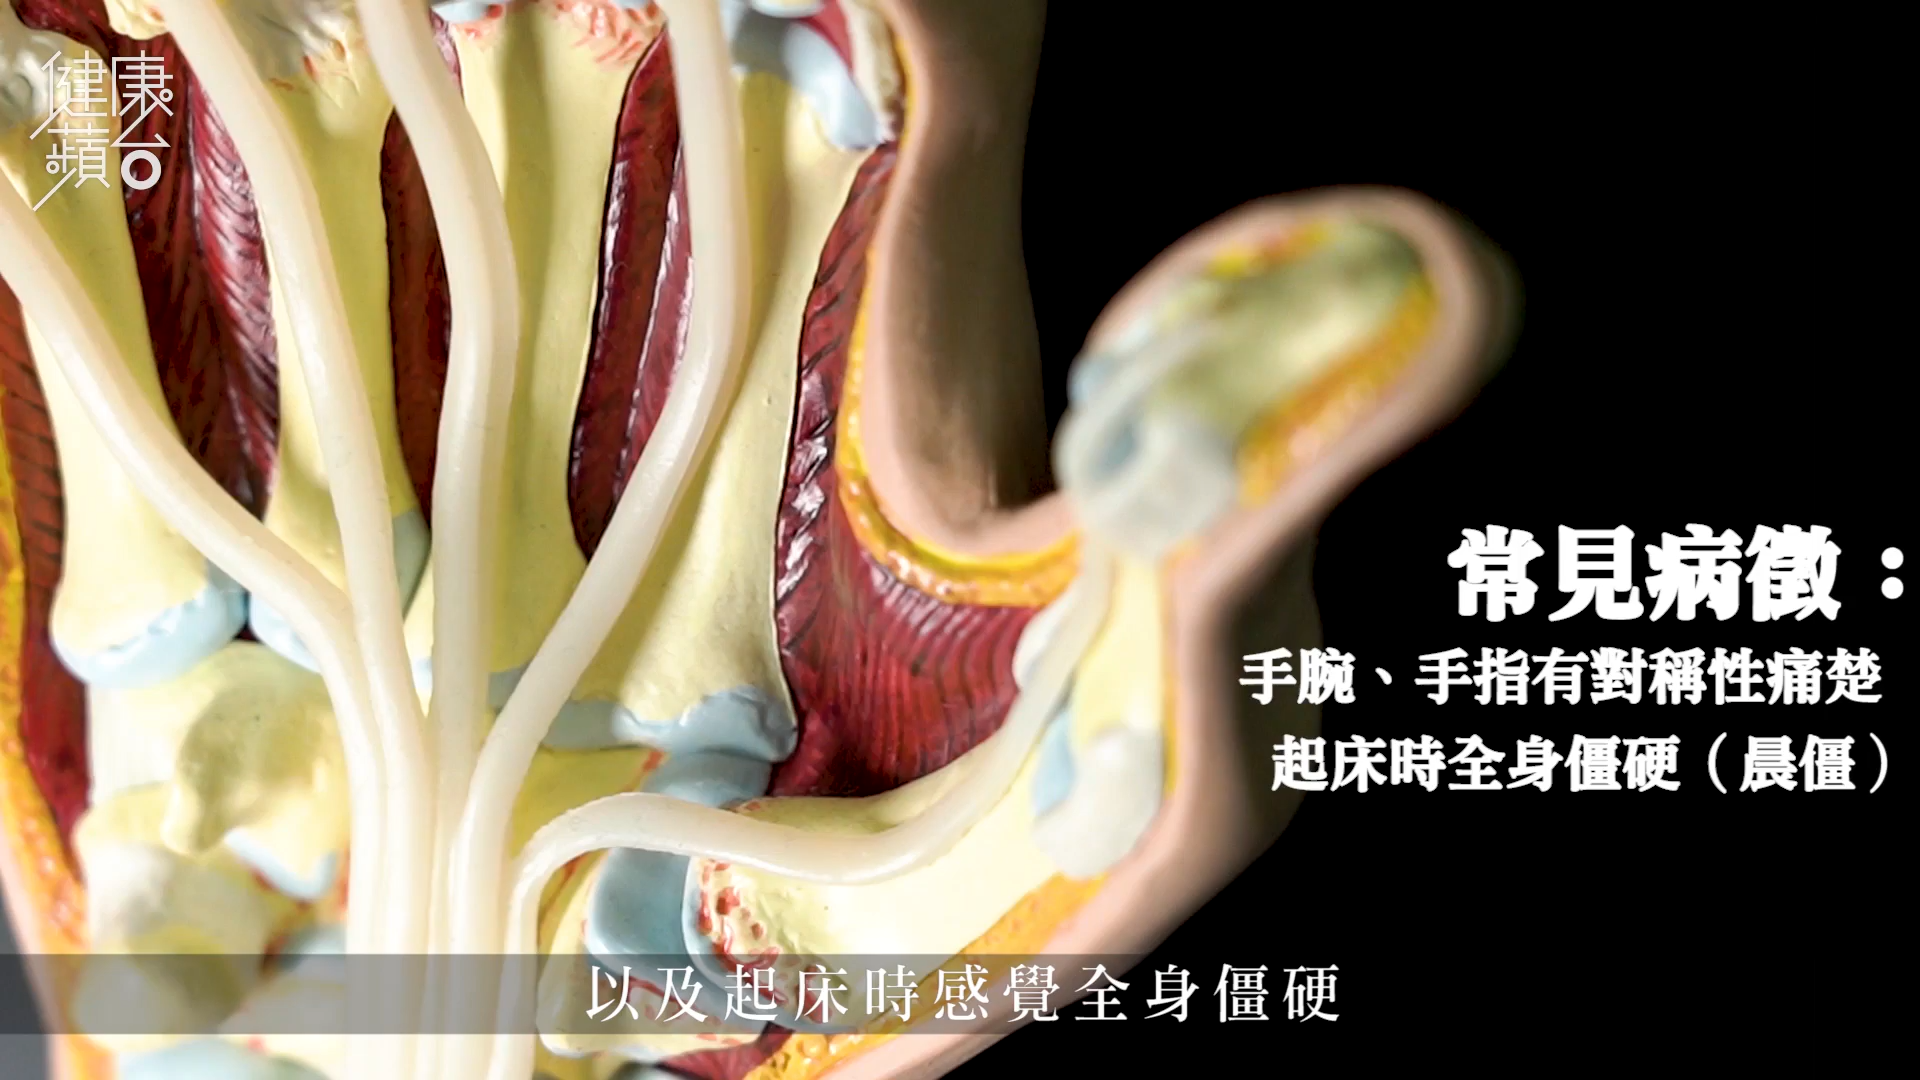 健康
蘋台
常見病徵：
手腕、手指有對稱性痛楚
起床時全身僵硬（晨僵）
以及起床時感覺全身僵硬